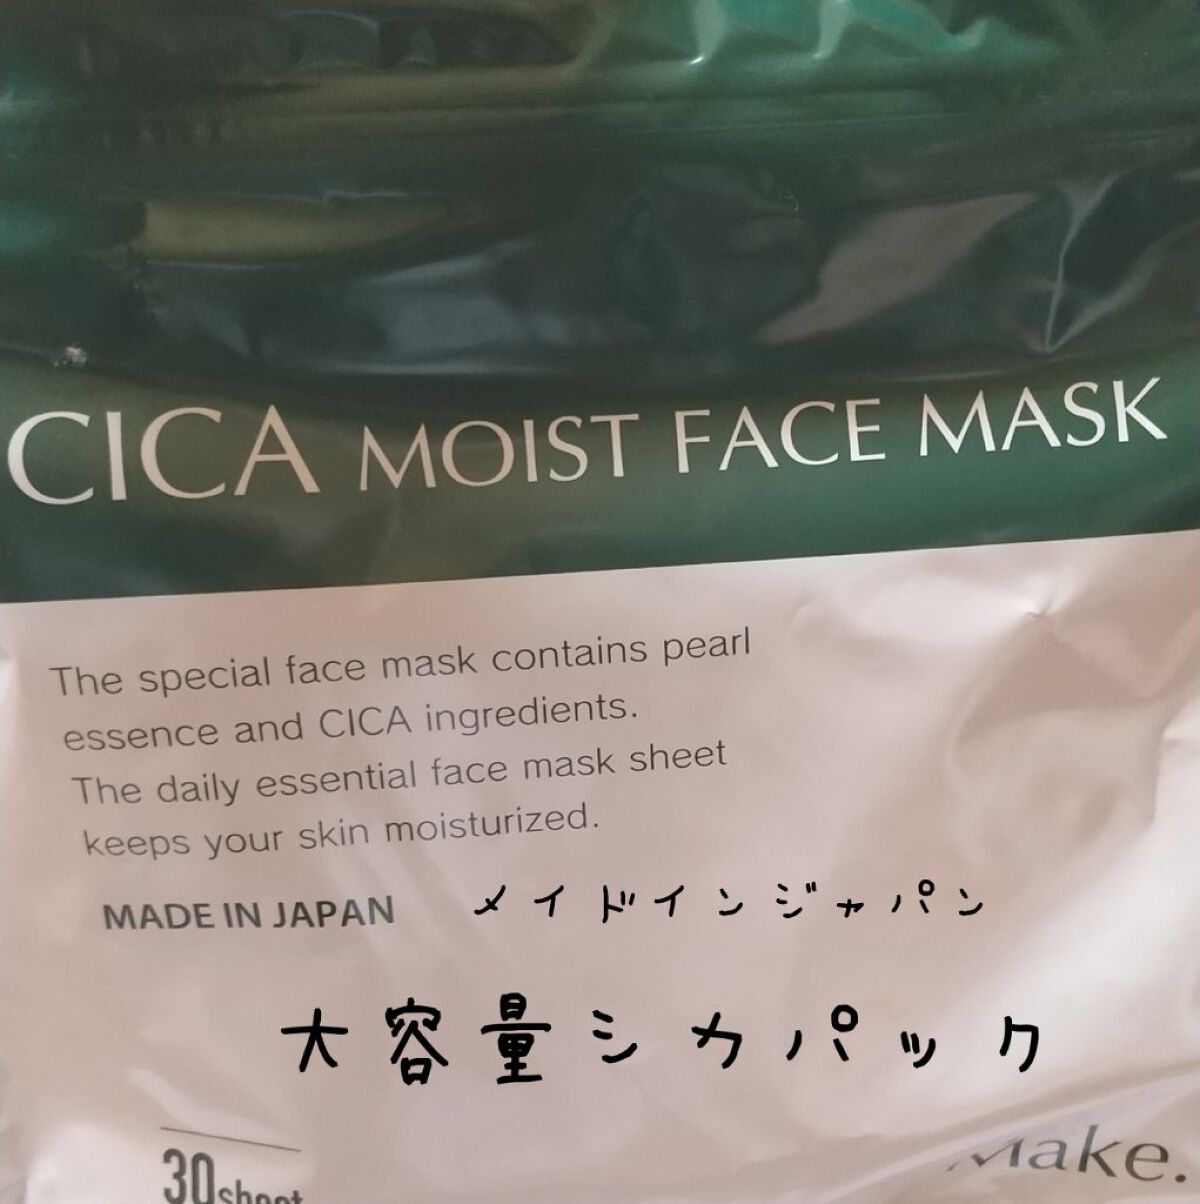 CICA MOIST FACE MASK
The special face mask contains pearl
essence and CICA ingredients.
The daily essential face mask sheet
keeps your skin moisturized.
MADE IN JAPAN メイドインジャパン
大容量シカパック
30sheet
Make.